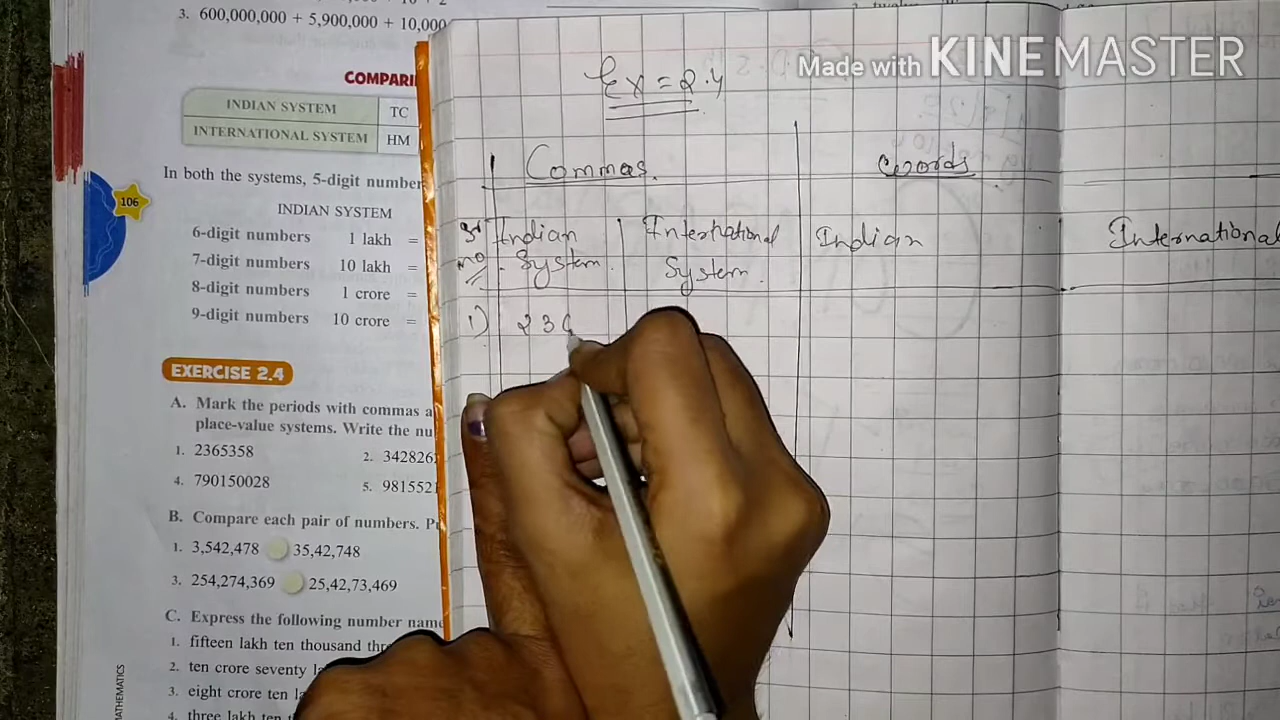 3. 600,000,000 + 5,900,000 + 10,000
COMPARI
INDIAN SYSTEM TC
INTERNATIONAL SYSTEM HM
In both the systems, 5-digit number
INDIAN SYSTEM
6-digit numbers 1 lakh =
7-digit numbers 10 lakh =
8-digit numbers 1 crore =
9-digit numbers 10 crore =
106
EXERCISE 2.4
A. Mark the periods with commas a
place-value systems. Write the nu
1. 2365358
2. 342826
4. 790150028
5. 981552
B. Compare each pair of numbers. P
1. 3,542,478 35,42,748
3. 254,274,369 25,42,73,469
C. Express the following number name
1. fifteen lakh ten thousand thr
2. ten crore seventy l
3. eight crore ten l
4. three lakh ten t
MATHEMATICS
Made with KINEMASTER
Ex = 2.4
Commas.
Words
Sr Indian International Indian International
no. System. System.
1) 236